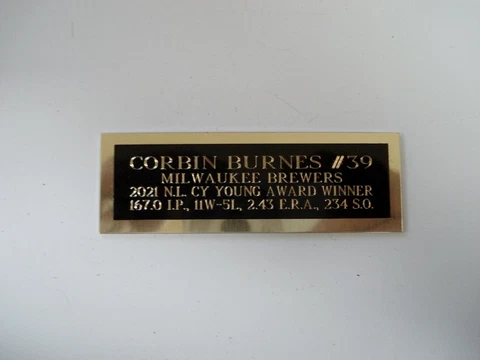 CORBIN BURNES #39
MILWAUKEE BREWERS
2021 N.L. CY YOUNG AWARD WINNER
167.0 I.P., 11W-5L, 2.43 E.R.A., 234 S.O.